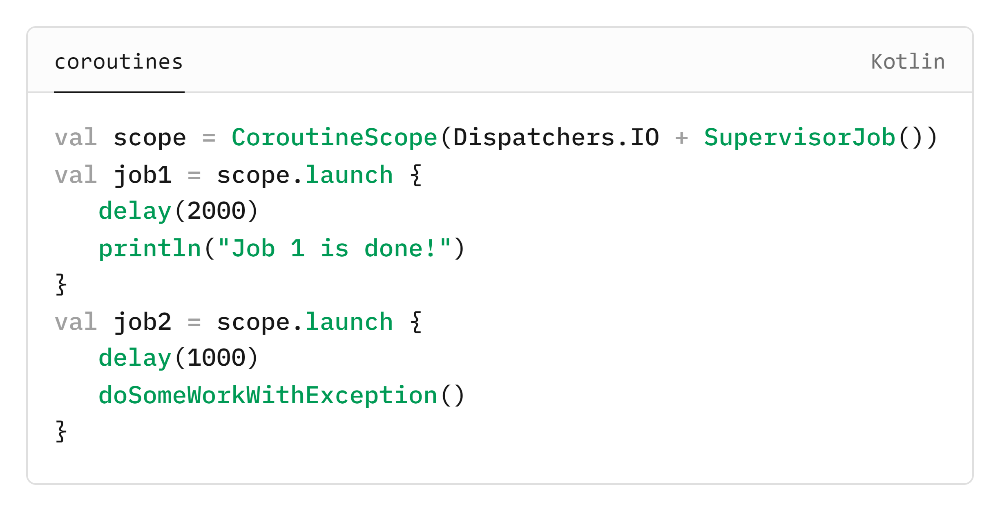 coroutines
Kotlin
val scope = CoroutineScope(Dispatchers.IO + SupervisorJob())
val job1 = scope.launch {
   delay(2000)
   println("Job 1 is done!")
}
val job2 = scope.launch {
   delay(1000)
   doSomeWorkWithException()
}